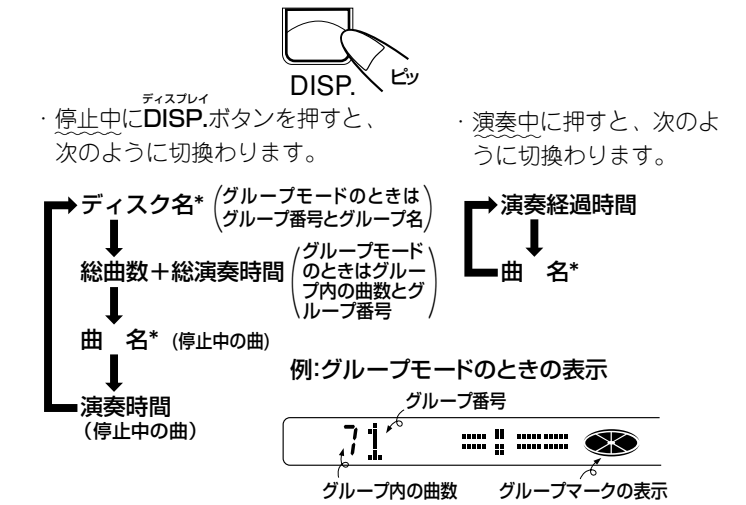 DISP.
ピッ
ディスプレイ
・停止中にDISP.ボタンを押すと、
次のように切換わります。
ディスク名* (グループモードのときは
グループ番号とグループ名)
総曲数＋総演奏時間 (グループモード
のときはグルー
プ内の曲数とグ
ループ番号)
曲　名* (停止中の曲)
演奏時間
(停止中の曲)
・演奏中に押すと、次のよ
うに切換わります。
演奏経過時間
曲　名*
例:グループモードのときの表示
グループ番号
71
グループ内の曲数
グループマークの表示